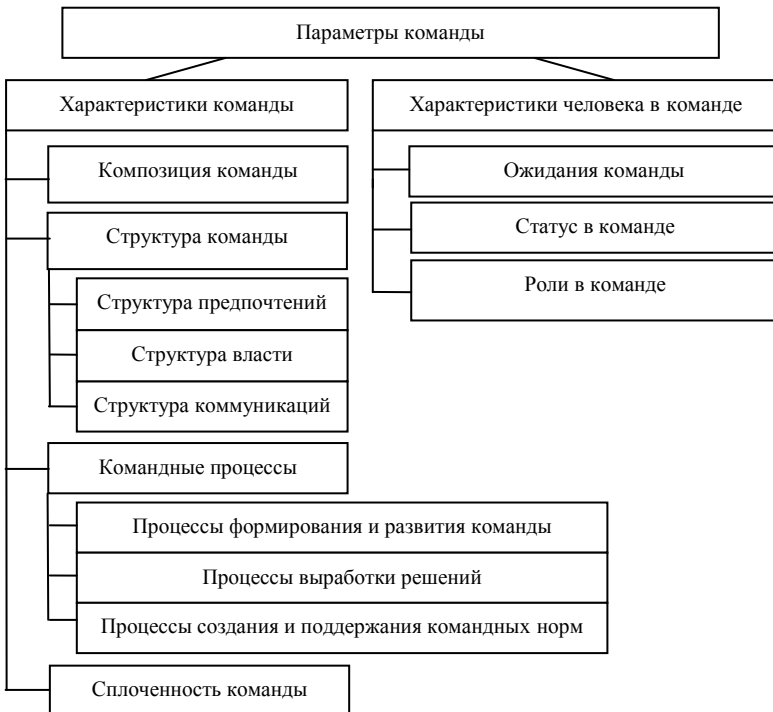 Параметры команды
Характеристики команды
Характеристики человека в команде
Композиция команды
Ожидания команды
Структура команды
Статус в команде
Роли в команде
Структура предпочтений
Структура власти
Структура коммуникаций
Командные процессы
Процессы формирования и развития команды
Процессы выработки решений
Процессы создания и поддержания командных норм
Сплоченность команды